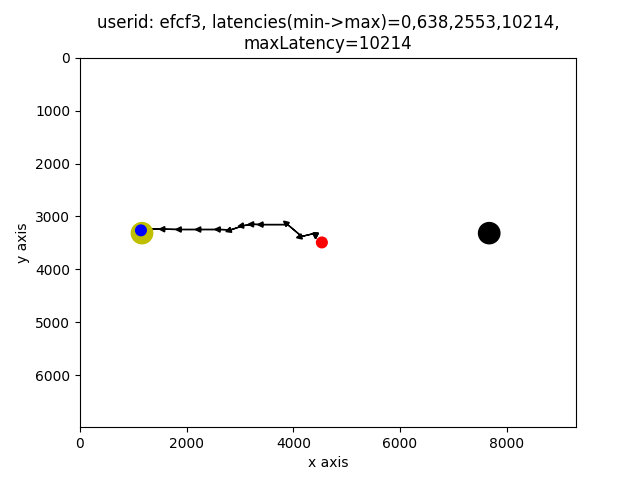 userid: efcf3, latencies(min->max)=0,638,2553,10214,
maxLatency=10214
0
1000
2000
3000
4000
5000
6000
y axis
0 2000 4000 6000 8000
x axis